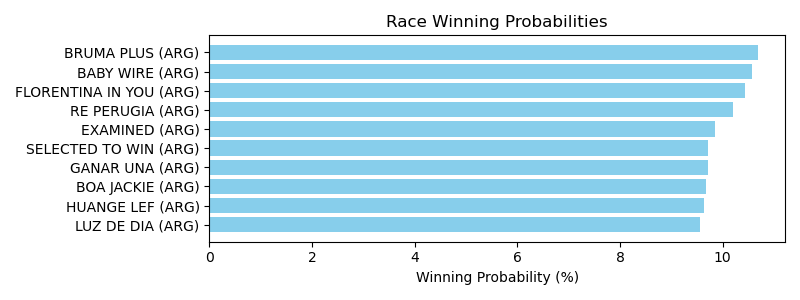 Race Winning Probabilities
BRUMA PLUS (ARG)
BABY WIRE (ARG)
FLORENTINA IN YOU (ARG)
RE PERUGIA (ARG)
EXAMINED (ARG)
SELECTED TO WIN (ARG)
GANAR UNA (ARG)
BOA JACKIE (ARG)
HUANGE LEF (ARG)
LUZ DE DIA (ARG)
0 2 4 6 8 10
Winning Probability (%)